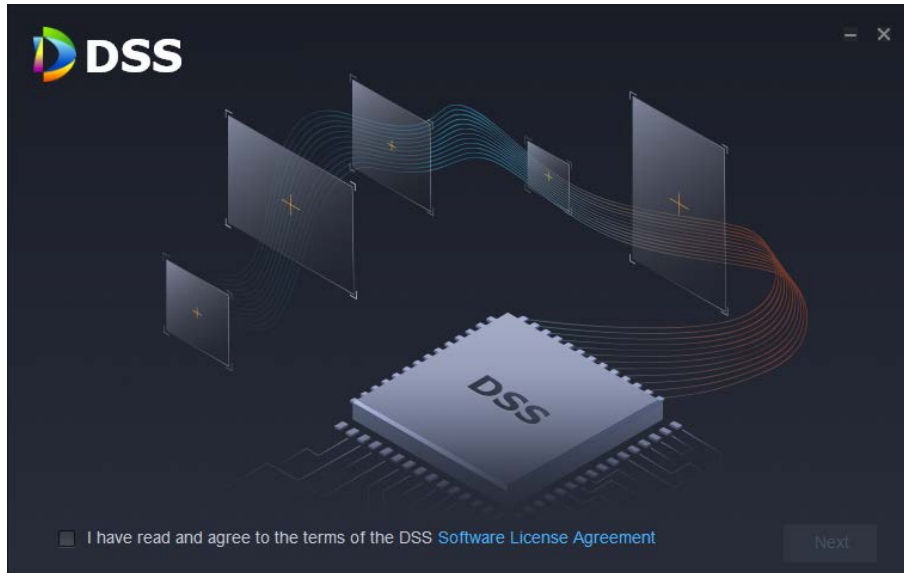 DSS
DSS
I have read and agree to the terms of the DSS Software License Agreement
Next